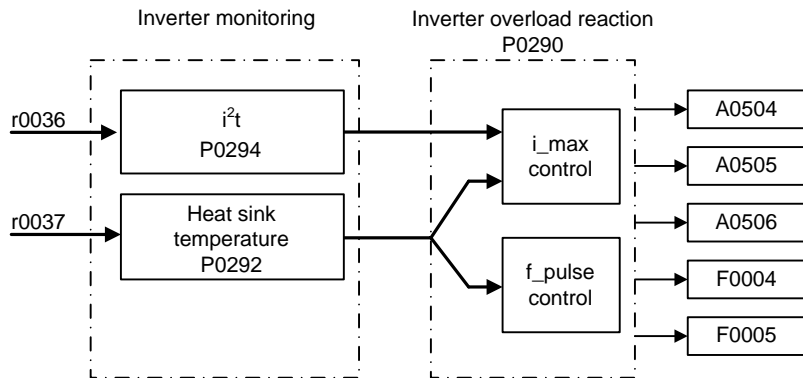 Inverter monitoring
Inverter overload reaction
P0290
r0036
i²t
P0294
r0037
Heat sink
temperature
P0292
i_max
control
f_pulse
control
A0504
A0505
A0506
F0004
F0005